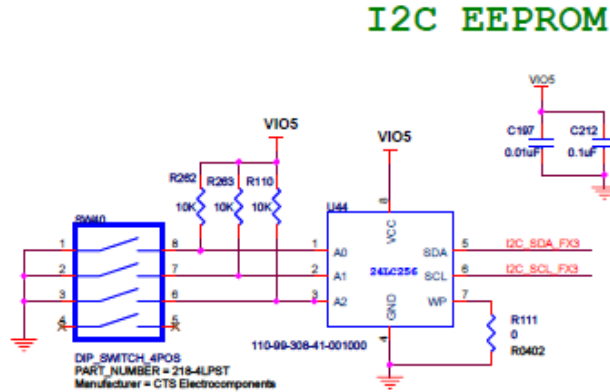 I2C EEPROM
VIO5
C197
0.01uF
C212
0.1uF
VIO5
VIO5
R262
R263
R110
10K
10K
10K
U44
8
VCC
SW40
1
8
1
A0
SDA
5
I2C_SDA_FX3
2
7
2
A1
24LC256
SCL
6
I2C_SCL_FX3
3
6
3
A2
WP
7
4
5
GND
4
R111
0
R0402
110-99-308-41-001000
DIP_SWITCH_4POS
PART_NUMBER = 218-4LPST
Manufacturer = CTS Electrocomponents